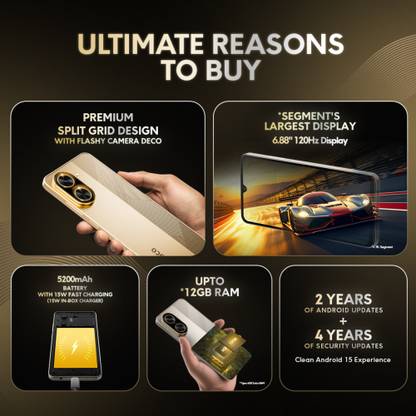 ULTIMATE REASONS
TO BUY
PREMIUM
SPLIT GRID DESIGN
WITH FLASHY CAMERA DECO
*SEGMENT'S
LARGEST DISPLAY
6.88" 120Hz Display
5200mAh
BATTERY
WITH 15W FAST CHARGING
(15W IN-BOX CHARGER)
UPTO
*12GB RAM
2 YEARS
OF ANDROID UPDATES
+
4 YEARS
OF SECURITY UPDATES
Clean Android 15 Experience